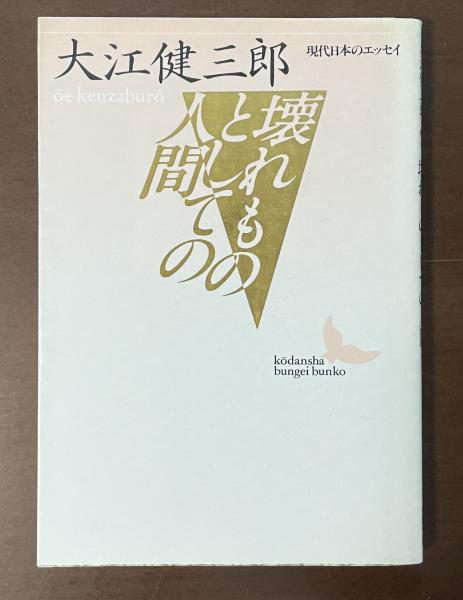 大江健三郎
ōe kenzaburō
現代日本のエッセイ
壊れもの
としての
人間
kōdansha
bungei bunko